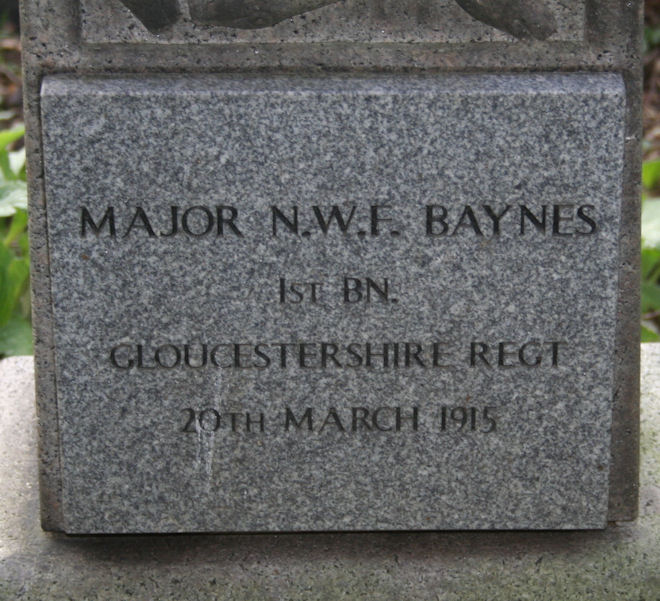 MAJOR N.W.F. BAYNES
1ST BN.
GLOUCESTERSHIRE REGT
20TH MARCH 1915